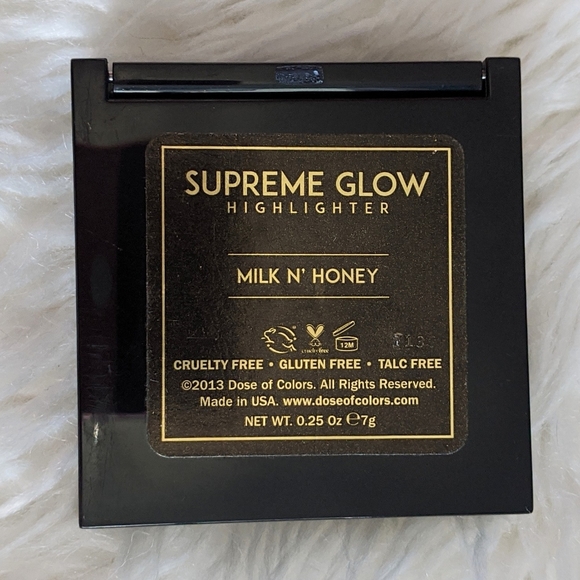 SUPREME GLOW
HIGHLIGHTER
MILK N' HONEY
12M
CRUELTY FREE • GLUTEN FREE • TALC FREE
©2013 Dose of Colors. All Rights Reserved.
Made in USA. www.doseofcolors.com
NET WT. 0.25 Oz ℮7g